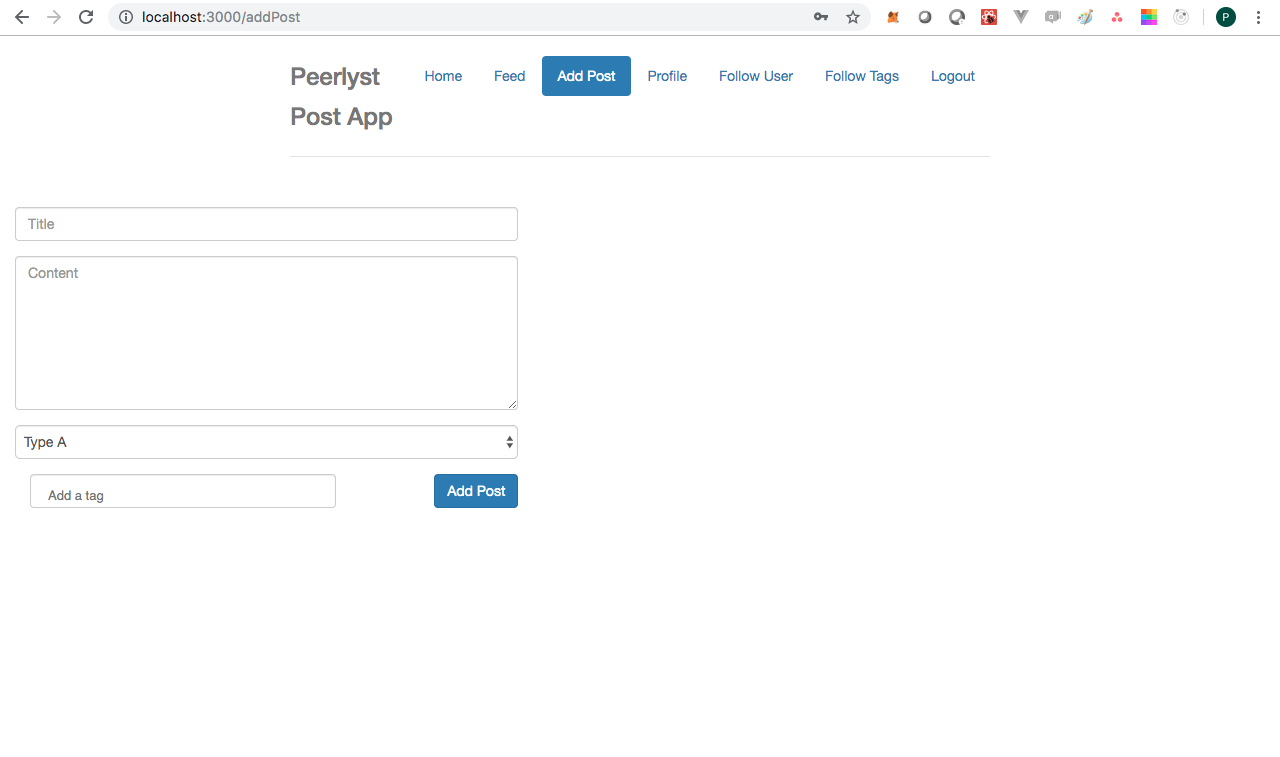 localhost:3000/addPost
P
Peerlyst Home Feed Add Post Profile Follow User Follow Tags Logout
Post App
Title
Content
Type A
Add a tag Add Post